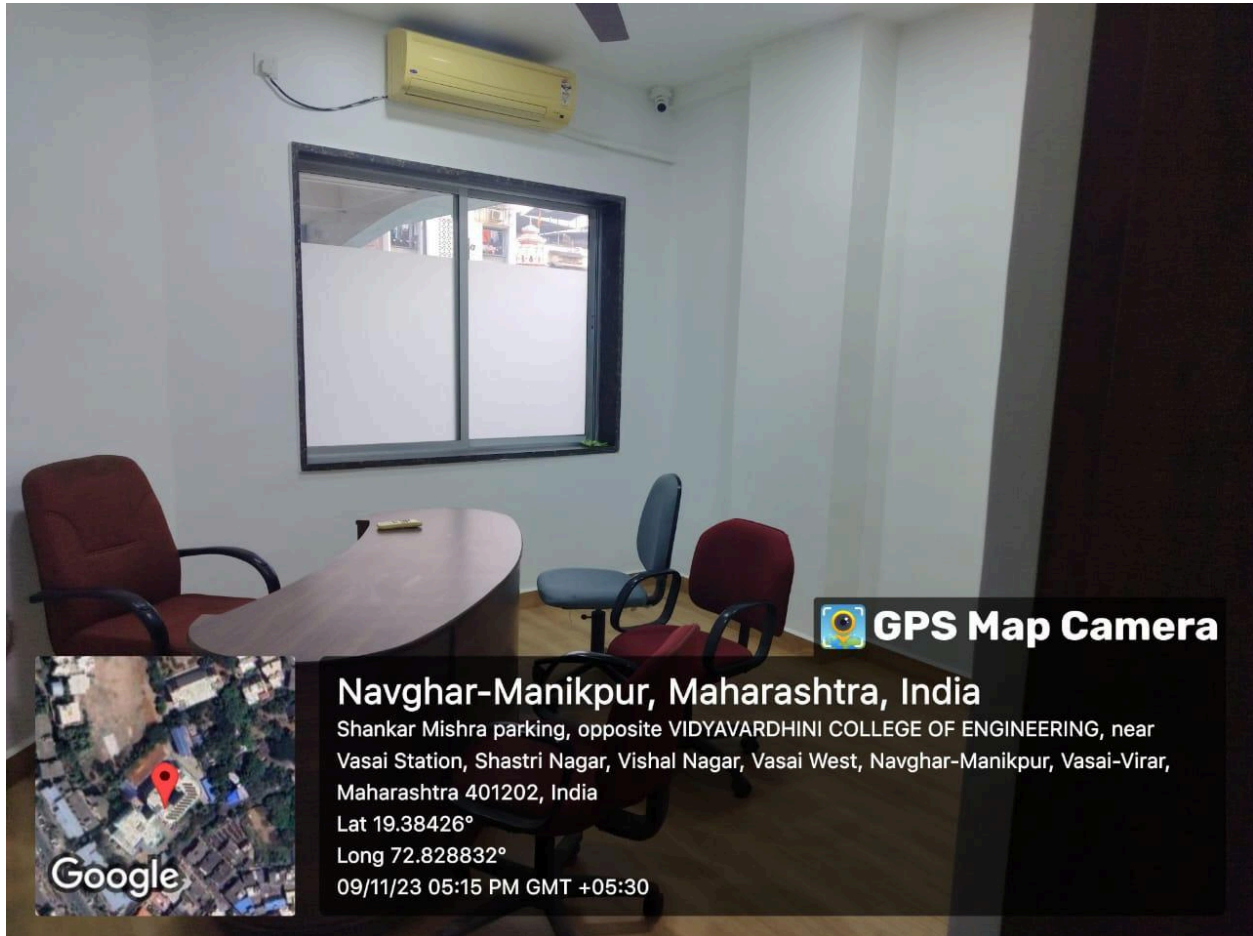 GPS Map Camera
Navghar-Manikpur, Maharashtra, India
Shankar Mishra parking, opposite VIDYAVARDHINI COLLEGE OF ENGINEERING, near
Vasai Station, Shastri Nagar, Vishal Nagar, Vasai West, Navghar-Manikpur, Vasai-Virar,
Maharashtra 401202, India
Lat 19.38426°
Long 72.828832°
09/11/23 05:15 PM GMT +05:30
Google